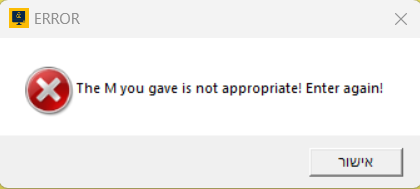 ERROR
The M you gave is not appropriate! Enter again!
אישור